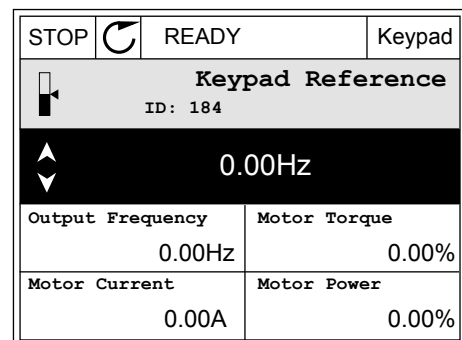 STOP READY Keypad
Keypad Reference
ID: 184
0.00Hz
Output Frequency Motor Torque
0.00Hz 0.00%
Motor Current Motor Power
0.00A 0.00%